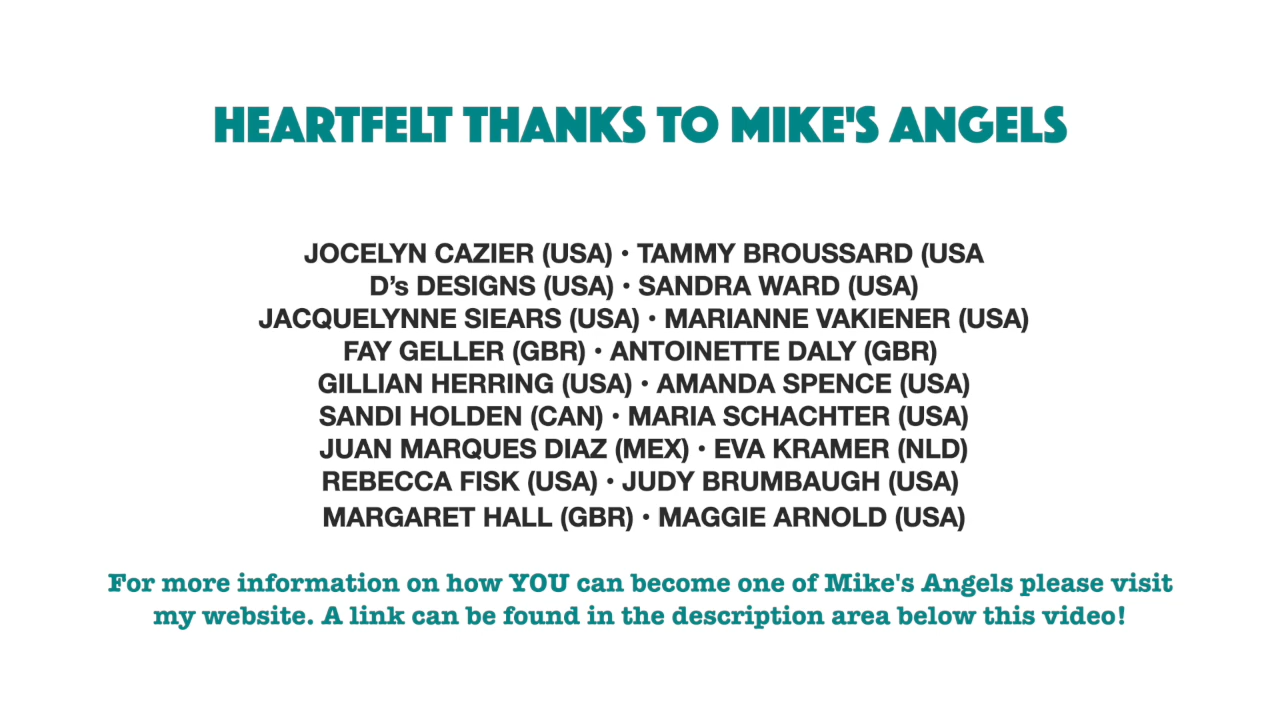 HEARTFELT THANKS TO MIKE'S ANGELS
JOCELYN CAZIER (USA) • TAMMY BROUSSARD (USA
D’s DESIGNS (USA) • SANDRA WARD (USA)
JACQUELYNNE SIEARS (USA) • MARIANNE VAKIENER (USA)
FAY GELLER (GBR) • ANTOINETTE DALY (GBR)
GILLIAN HERRING (USA) • AMANDA SPENCE (USA)
SANDI HOLDEN (CAN) • MARIA SCHACHTER (USA)
JUAN MARQUES DIAZ (MEX) • EVA KRAMER (NLD)
REBECCA FISK (USA) • JUDY BRUMBAUGH (USA)
MARGARET HALL (GBR) • MAGGIE ARNOLD (USA)
For more information on how YOU can become one of Mike's Angels please visit
my website. A link can be found in the description area below this video!